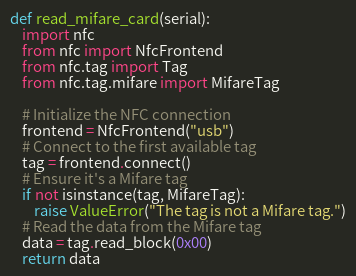 def read_mifare_card(serial):
import nfc
from nfc import NfcFrontend
from nfc.tag import Tag
from nfc.tag.mifare import MifareTag
# Initialize the NFC connection
frontend = NfcFrontend("usb")
# Connect to the first available tag
tag = frontend.connect()
# Ensure it's a Mifare tag
if not isinstance(tag, MifareTag):
raise ValueError("The tag is not a Mifare tag.")
# Read the data from the Mifare tag
data = tag.read_block(0x00)
return data